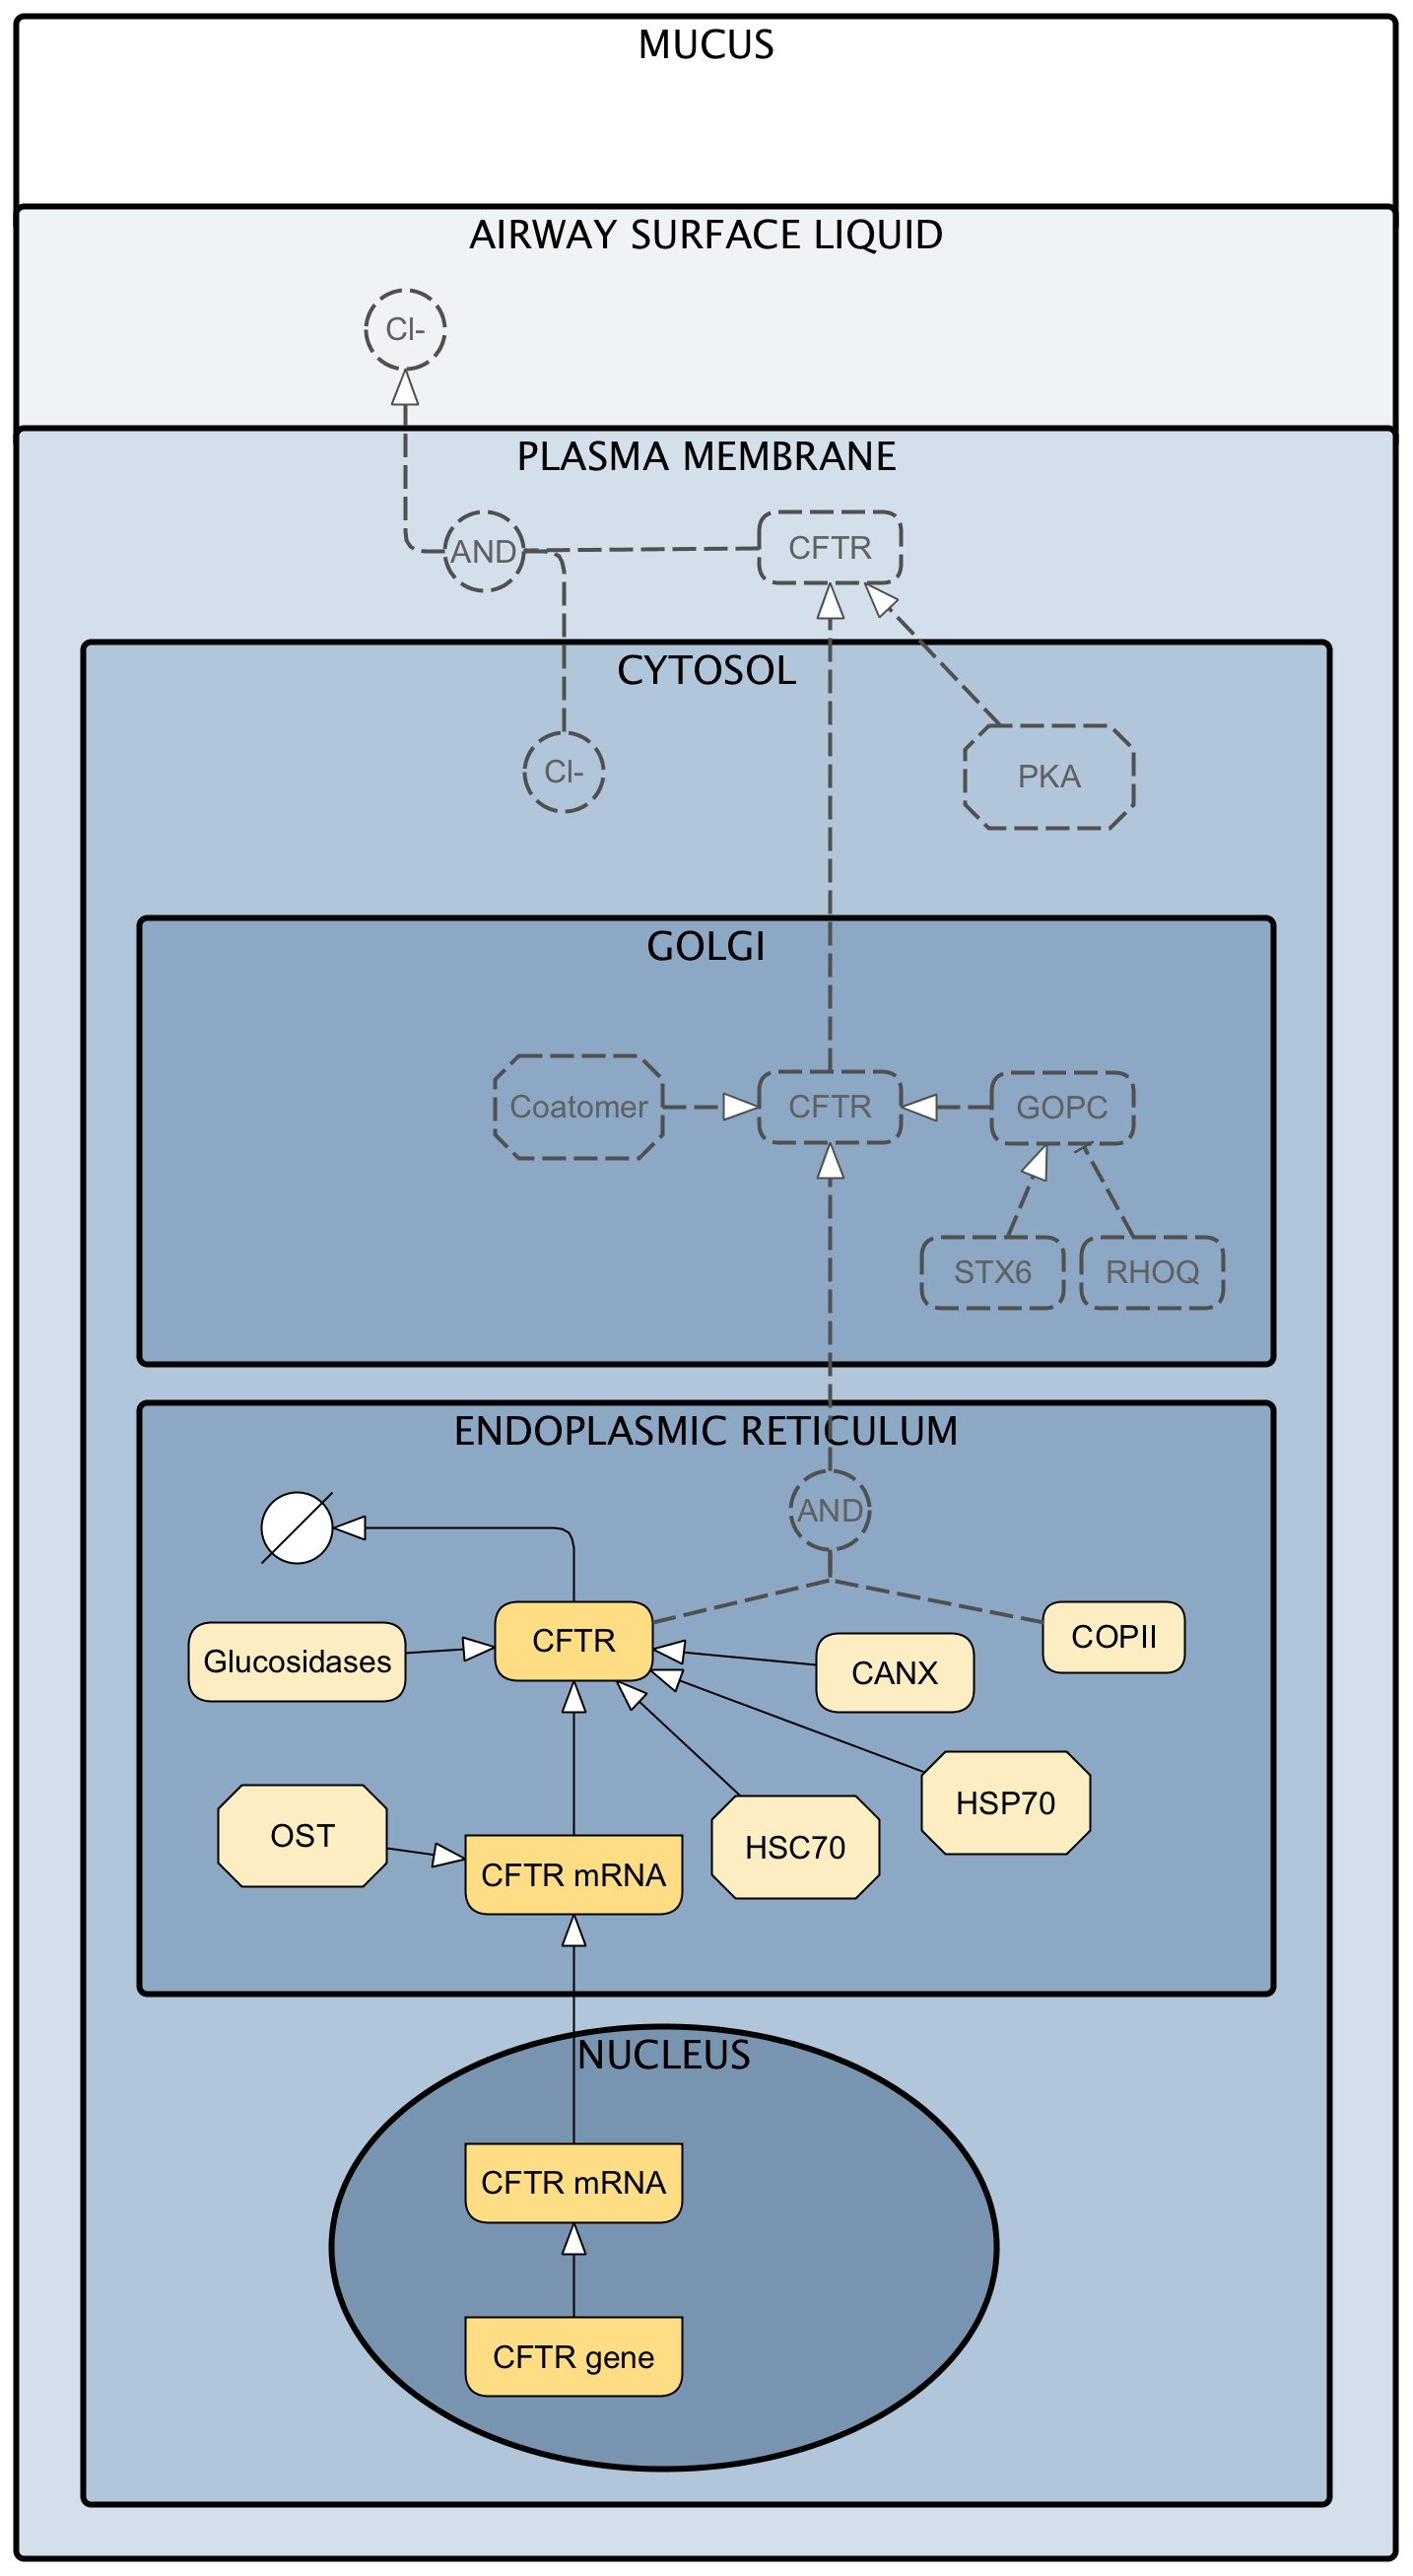 MUCUS
AIRWAY SURFACE LIQUID
Cl-
PLASMA MEMBRANE
AND
CFTR
CYTOSOL
Cl-
PKA
GOLGI
Coatomer
CFTR
GOPC
STX6
RHOQ
ENDOPLASMIC RETICULUM
AND
CFTR
COPII
Glucosidases
CANX
HSP70
OST
HSC70
CFTR mRNA
NUCLEUS
CFTR mRNA
CFTR gene